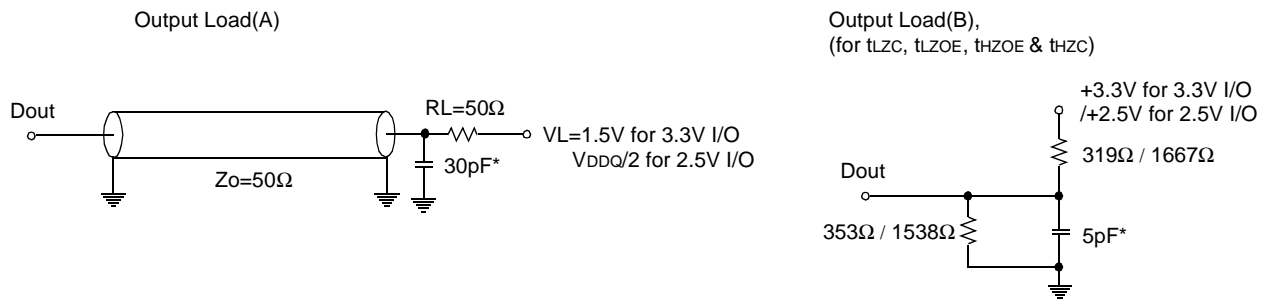 Output Load(A)
Dout
Zo=50Ω
RL=50Ω
30pF*
VL=1.5V for 3.3V I/O
VDDQ/2 for 2.5V I/O
Output Load(B),
(for tLZC, tLZOE, tHZOE & tHZC)
+3.3V for 3.3V I/O
/+2.5V for 2.5V I/O
319Ω / 1667Ω
Dout
353Ω / 1538Ω
5pF*